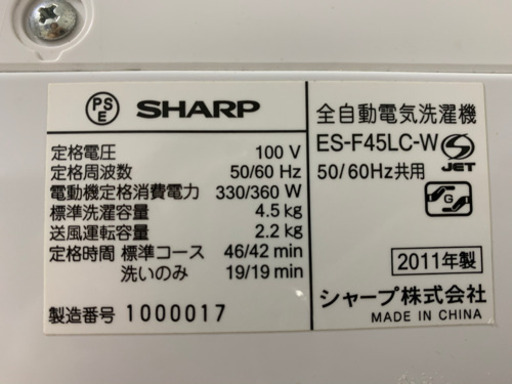 PS E SHARP
定格電圧 100 V
定格周波数 50/60 Hz
電動機定格消費電力 330/360 W
標準洗濯容量 4.5 kg
送風運転容量 2.2 kg
定格時間 標準コース 46/42 min
洗いのみ 19/19 min
製造番号 1000017
全自動電気洗濯機
ES-F45LC-W
50/60Hz共用
S JET
G
2011年製
シャープ株式会社
MADE IN CHINA